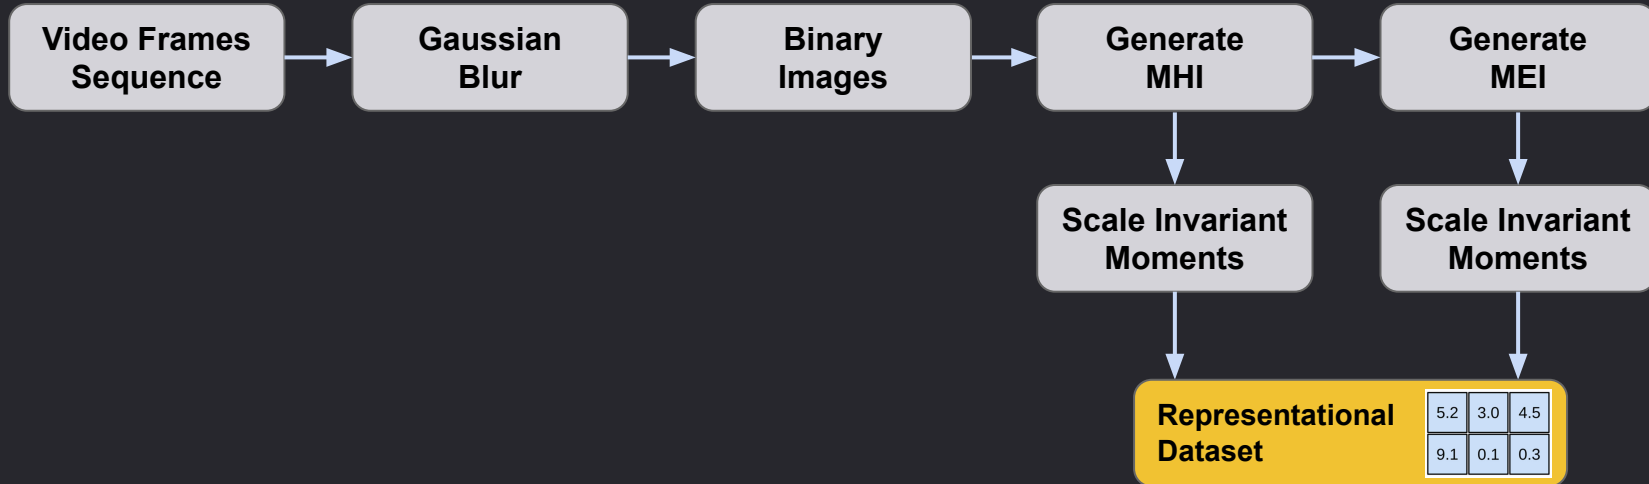 Video Frames
Sequence
Gaussian
Blur
Binary
Images
Generate
MHI
Generate
MEI
Scale Invariant
Moments
Scale Invariant
Moments
Representational
Dataset
5.2 3.0 4.5
9.1 0.1 0.3